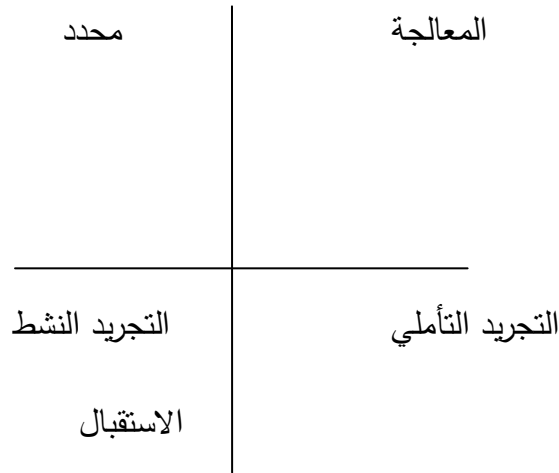 المعالجة محدد
التجريد التأملي التجريد النشط
الاستقبال